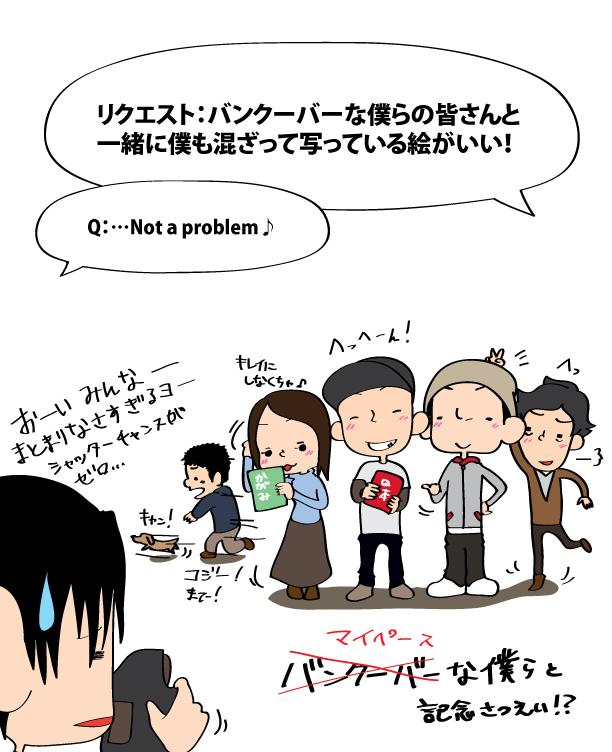 リクエスト：バンクーバーな僕らの皆さんと
一緒に僕も混ざって写っている絵がいい！
Q：…Not a problem♪
へっへーん！
キレイに
しなくちゃ♪
へっ
おーい みんなー
まとまりなさすぎるヨー
シャッターチャンスが
ゼロ…
かがみ
の本
キャン！
コジー！
まてー！
マイペース
バンクーバーな僕らと
記念さつえい!?